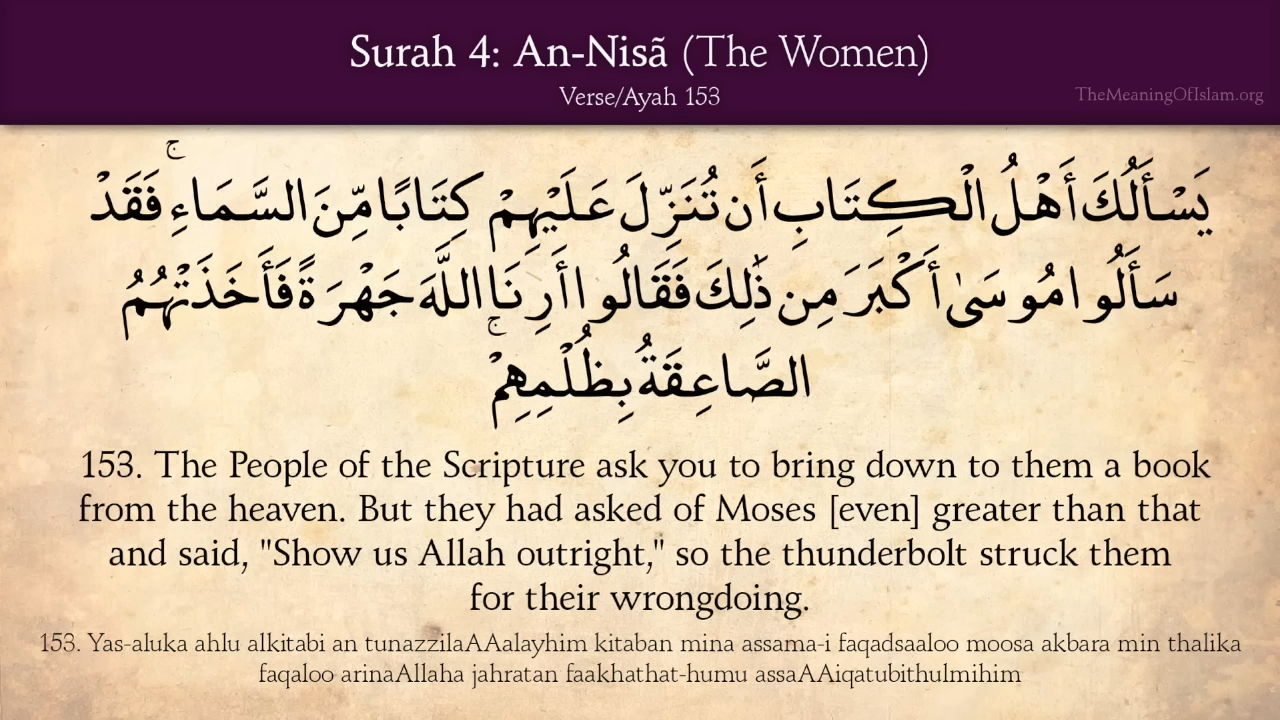 Surah 4: An-Nisã (The Women)
Verse/Ayah 153
TheMeaningOfIslam.org
يَسْأَلُكَ أَهْلُ الْكِتَابِ أَن تُنَزِّلَ عَلَيْهِمْ كِتَابًا مِّنَ السَّمَاءِ ۚ فَقَدْ
سَأَلُوا مُوسَىٰ أَكْبَرَ مِن ذَٰلِكَ فَقَالُوا أَرِنَا اللَّهَ جَهْرَةً فَأَخَذَتْهُمُ
الصَّاعِقَةُ بِظُلْمِهِمْ ۚ
153. The People of the Scripture ask you to bring down to them a book
from the heaven. But they had asked of Moses [even] greater than that
and said, "Show us Allah outright," so the thunderbolt struck them
for their wrongdoing.
153. Yas-aluka ahlu alkitabi an tunazzilaAAalayhim kitaban mina assama-i faqadsaaloo moosa akbara min thalika
faqaloo arinaAllaha jahratan faakhathat-humu assaAAiqatubithulmihim